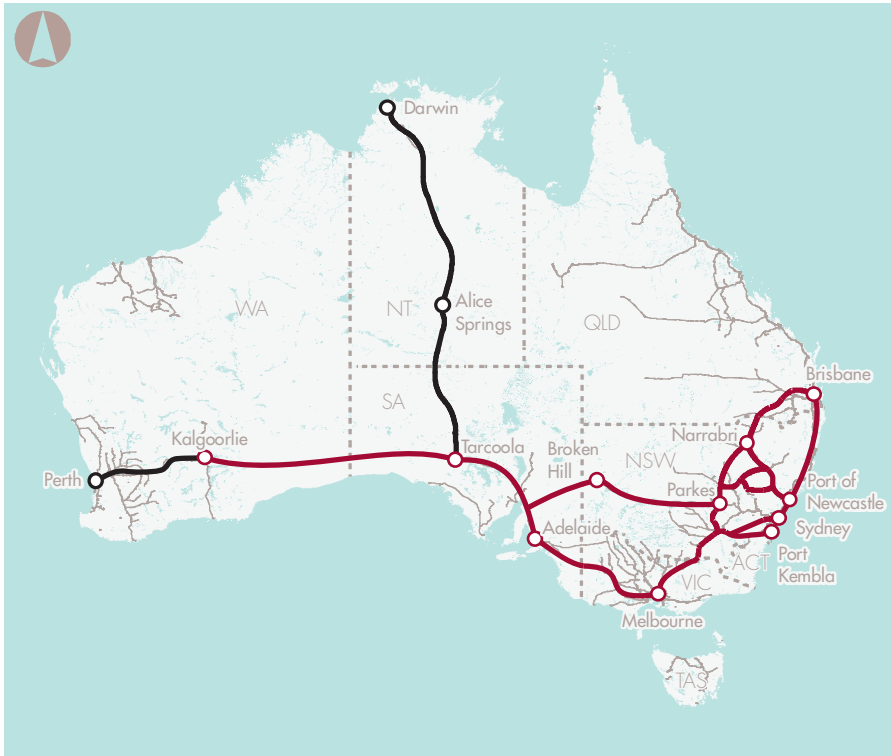 Darwin
WA
NT
Alice
Springs
QLD
SA
Brisbane
Kalgoorlie
Tarcoola
Broken
Hill
Narrabri
NSW
Perth
Parkes
Port of
Newcastle
Adelaide
Sydney
ACT
Port
Kembla
VIC
Melbourne
TAS